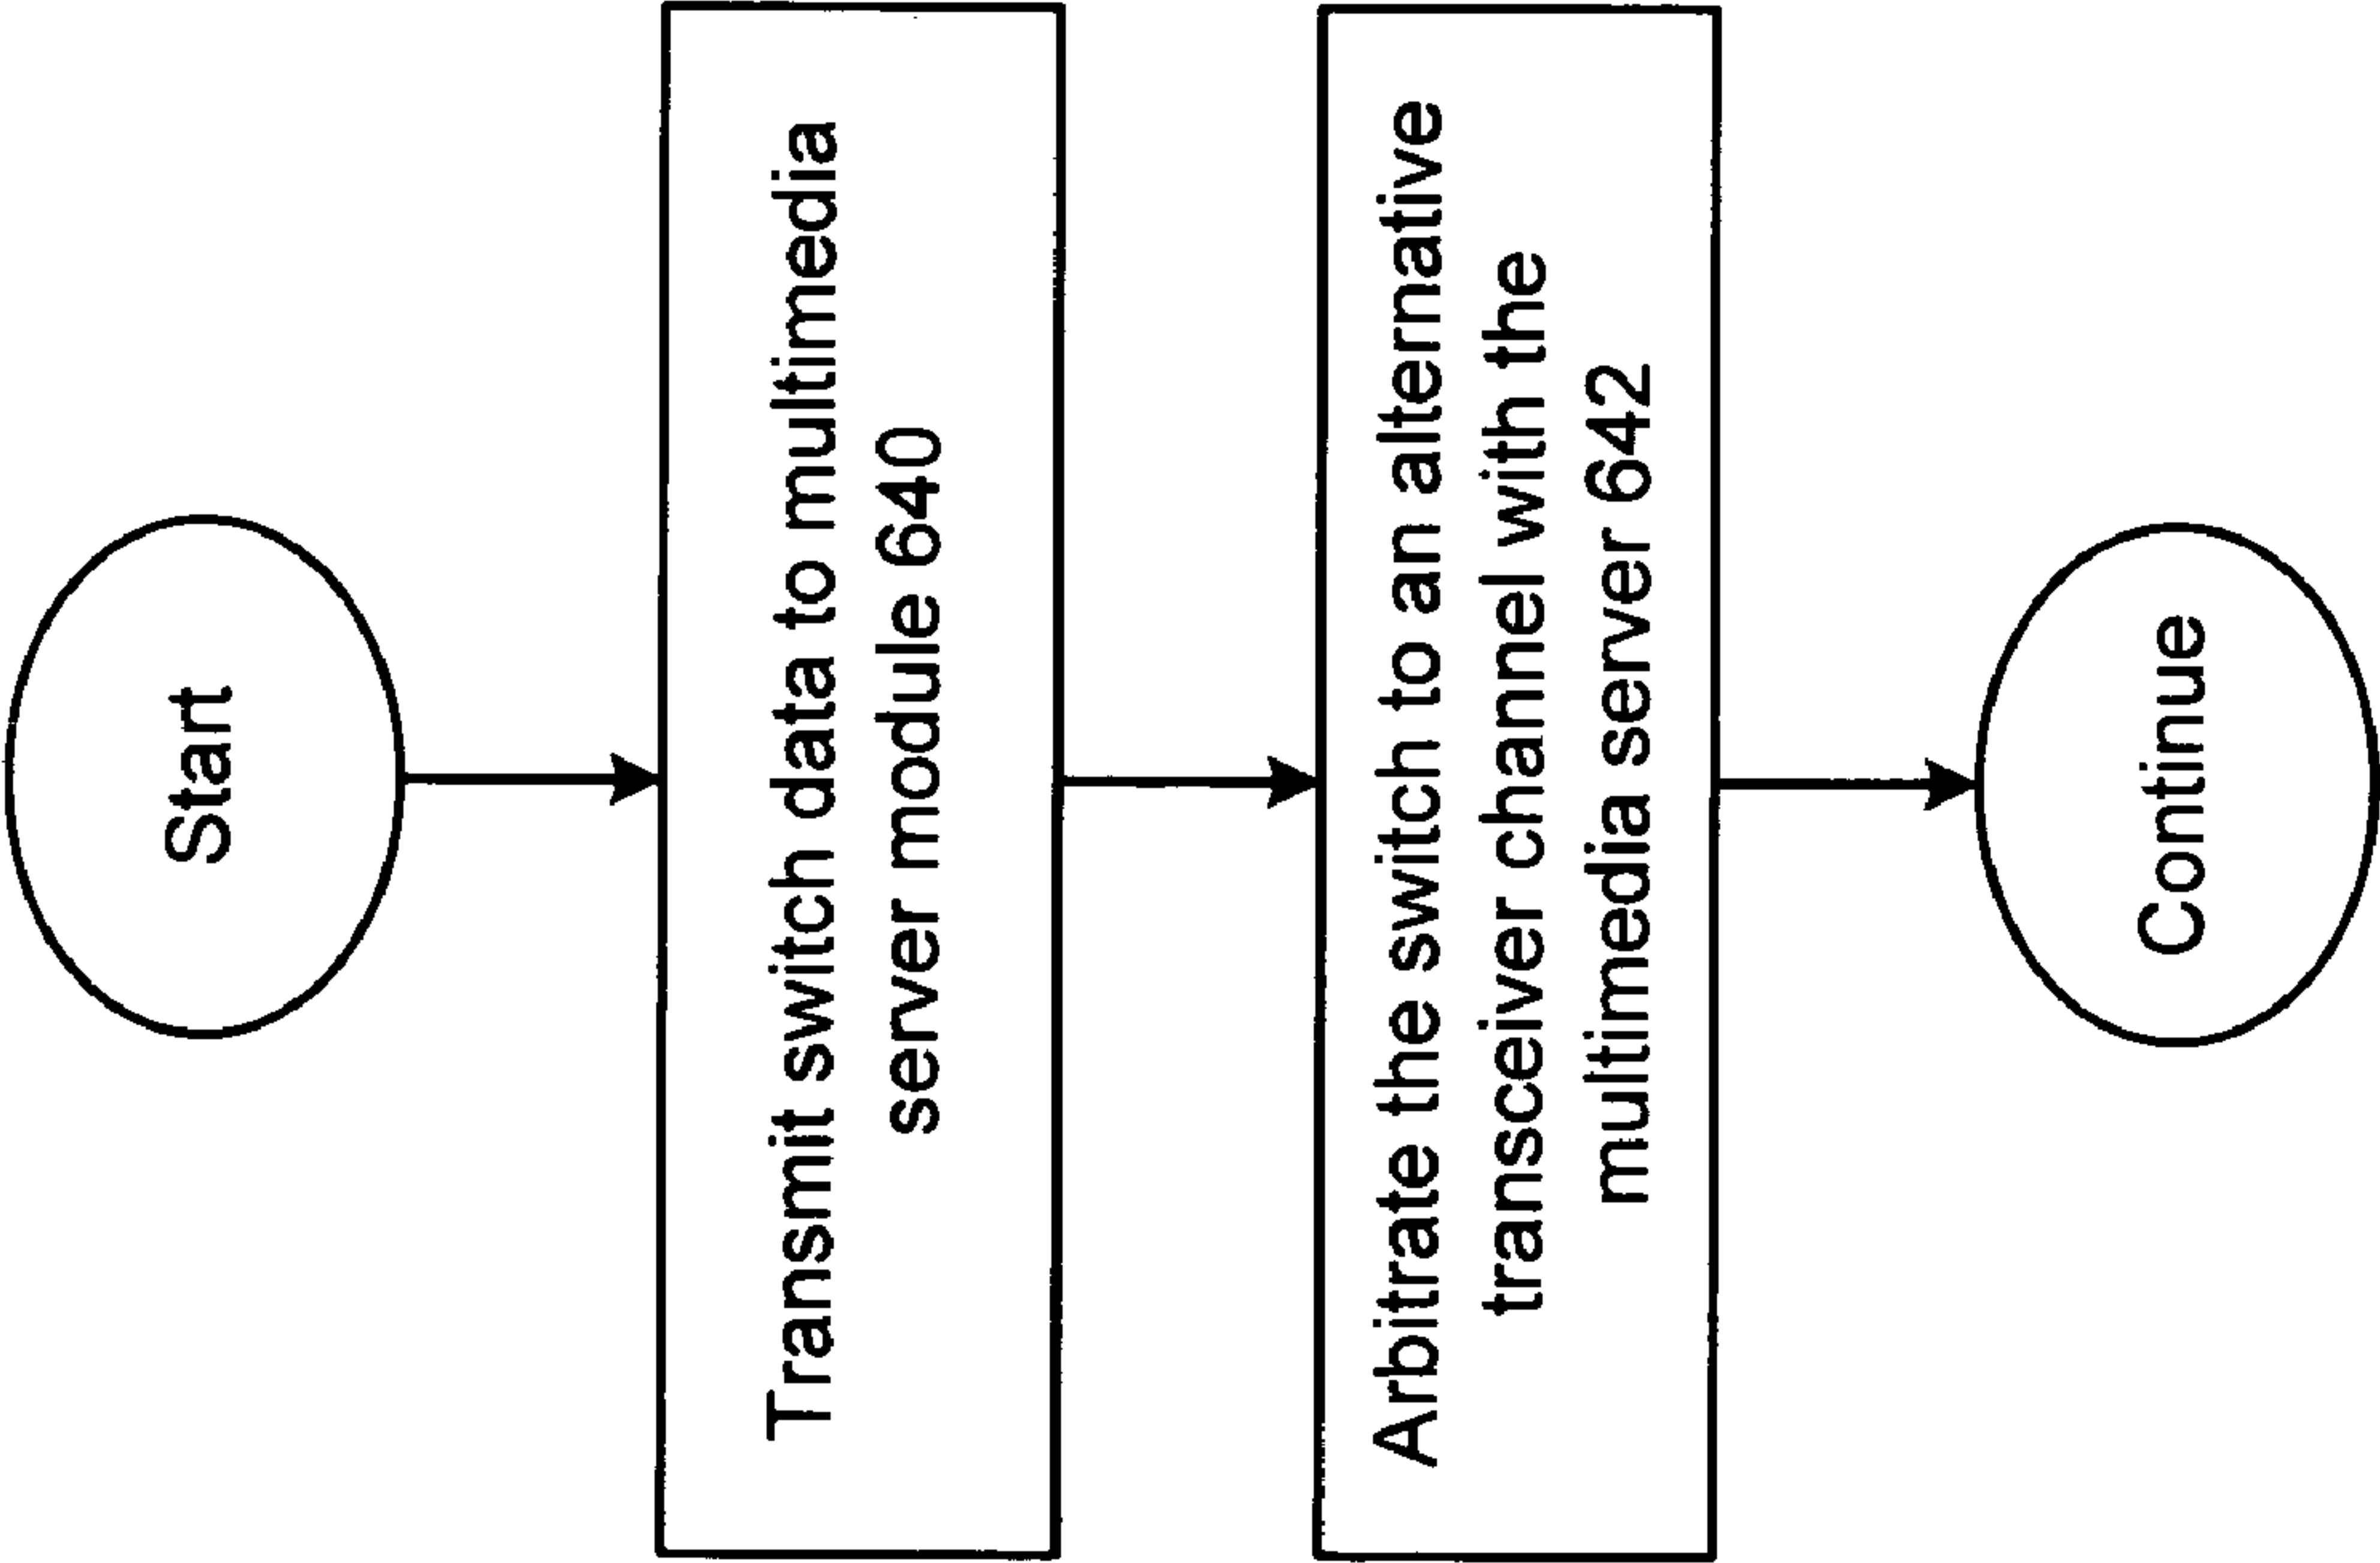 Start
Transmit switch data to multimedia
server module 640
Arbitrate the switch to an alternative
transceiver channel with the
multimedia server 642
Continue